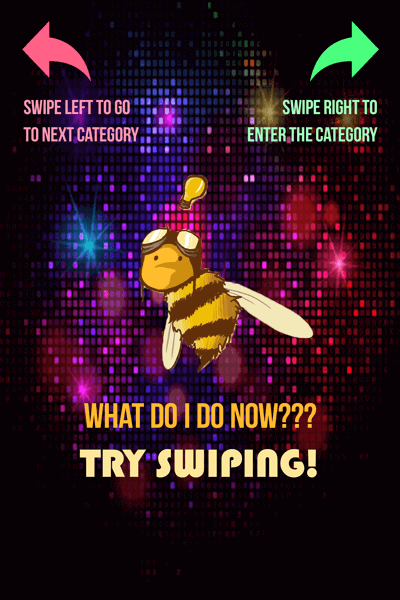 SWIPE LEFT TO GO
TO NEXT CATEGORY
SWIPE RIGHT TO
ENTER THE CATEGORY
WHAT DO I DO NOW???
TRY SWIPING!